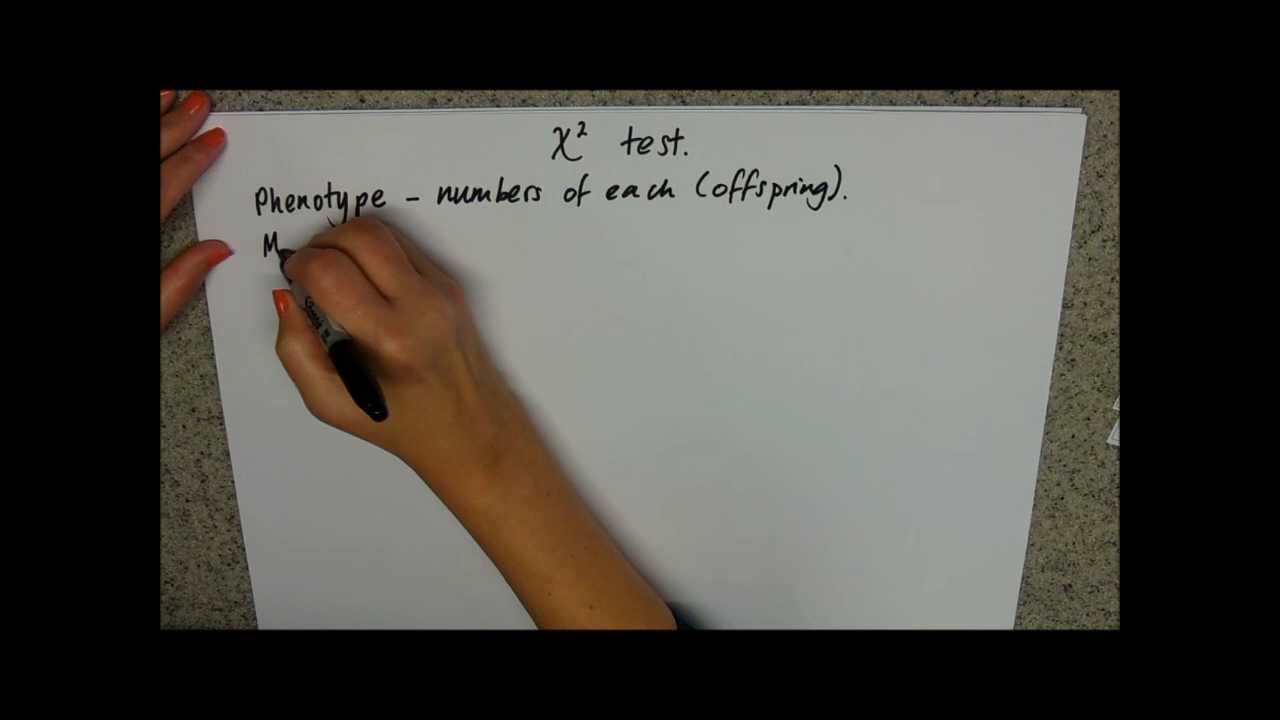 χ² test.
Phenotype - numbers of each (offspring).
M